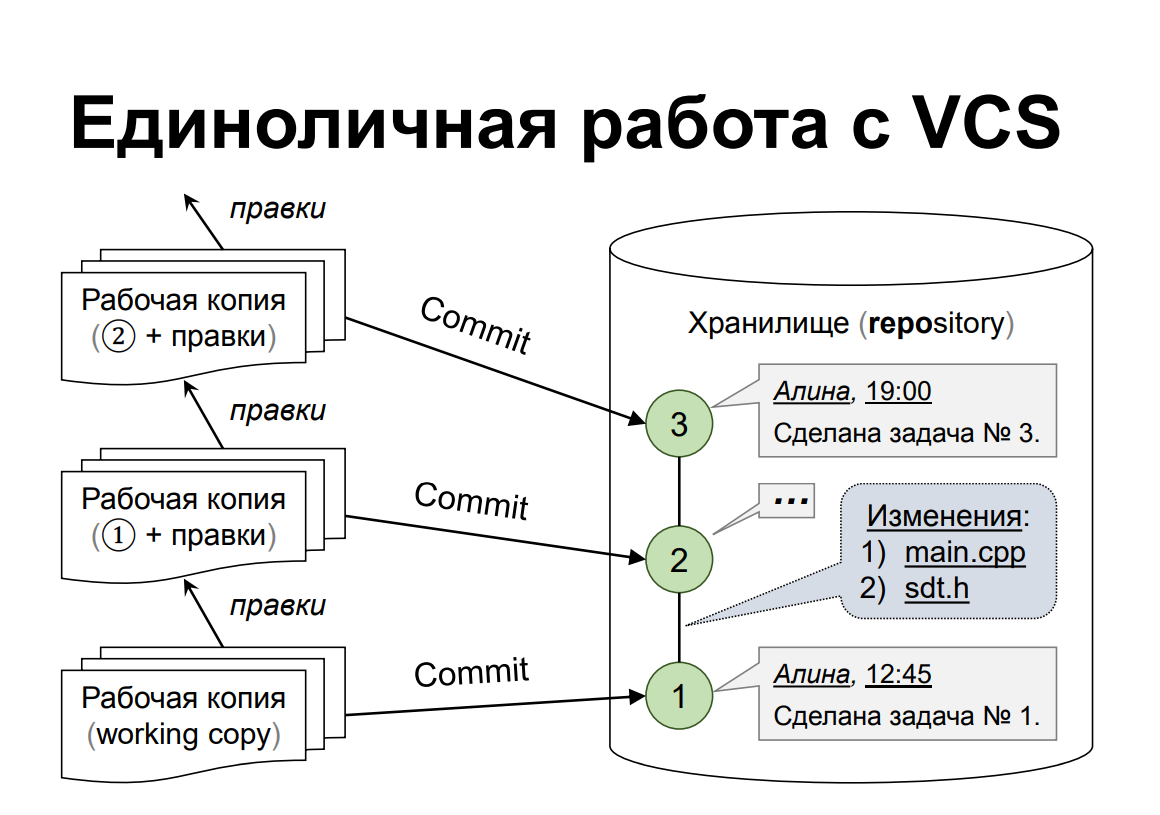 Единоличная работа с VCS
правки
Рабочая копия
(② + правки)
Commit
правки
Рабочая копия
(① + правки)
Commit
правки
Рабочая копия
(working copy)
Commit
Хранилище (repository)
3
Алина, 19:00
Сделана задача № 3.
...
2
Изменения:
1) main.cpp
2) sdt.h
1
Алина, 12:45
Сделана задача № 1.